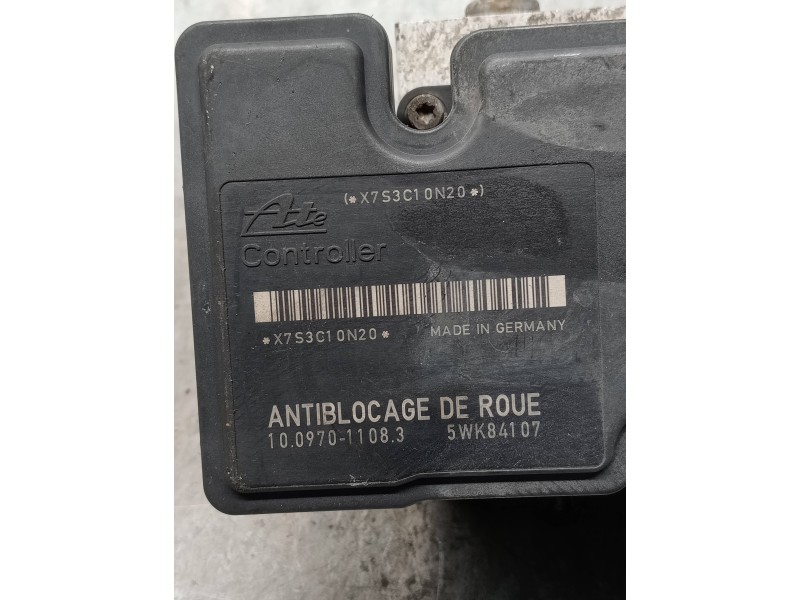 (*X7S3C10N20*)
Ate
Controller
*X7S3C10N20* MADE IN GERMANY
ANTIBLOCAGE DE ROUE
10.0970-1108.3 5WK84107